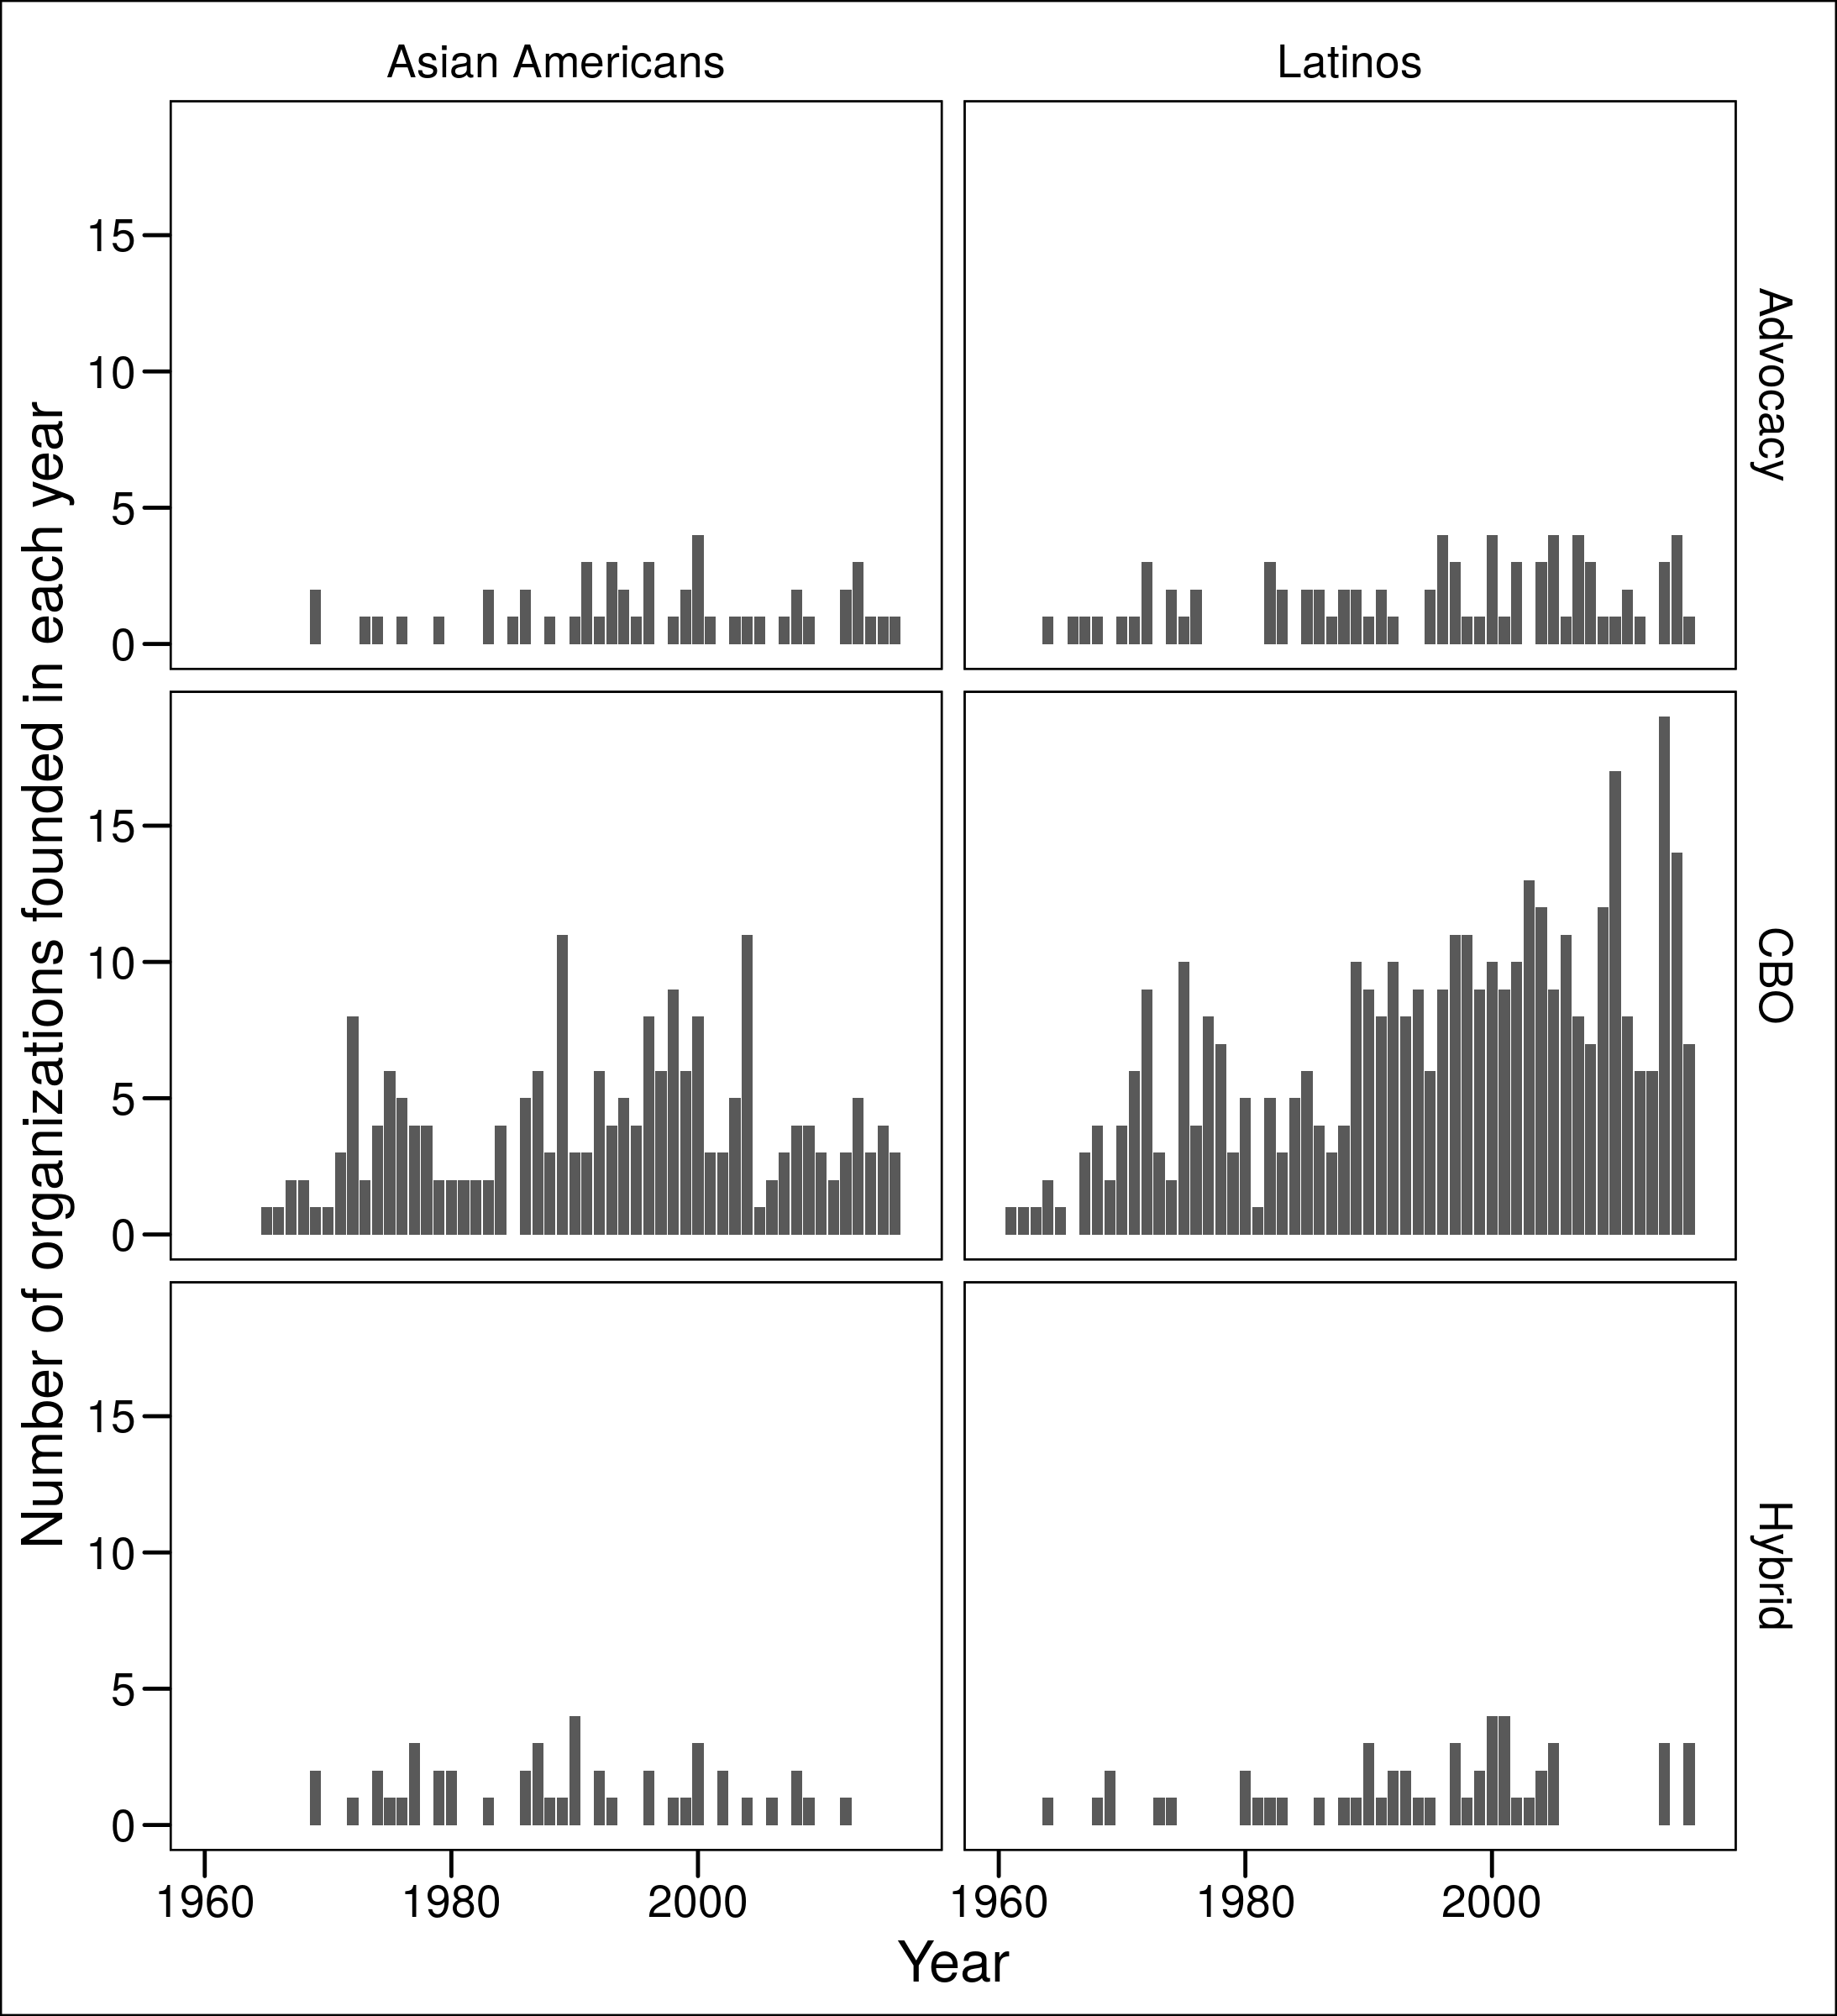 Asian Americans
Latinos
Number of organizations founded in each year
15
10
5
0
Advocacy
15
10
5
0
CBO
15
10
5
0
Hybrid
1960
1980
2000
1960
1980
2000
Year